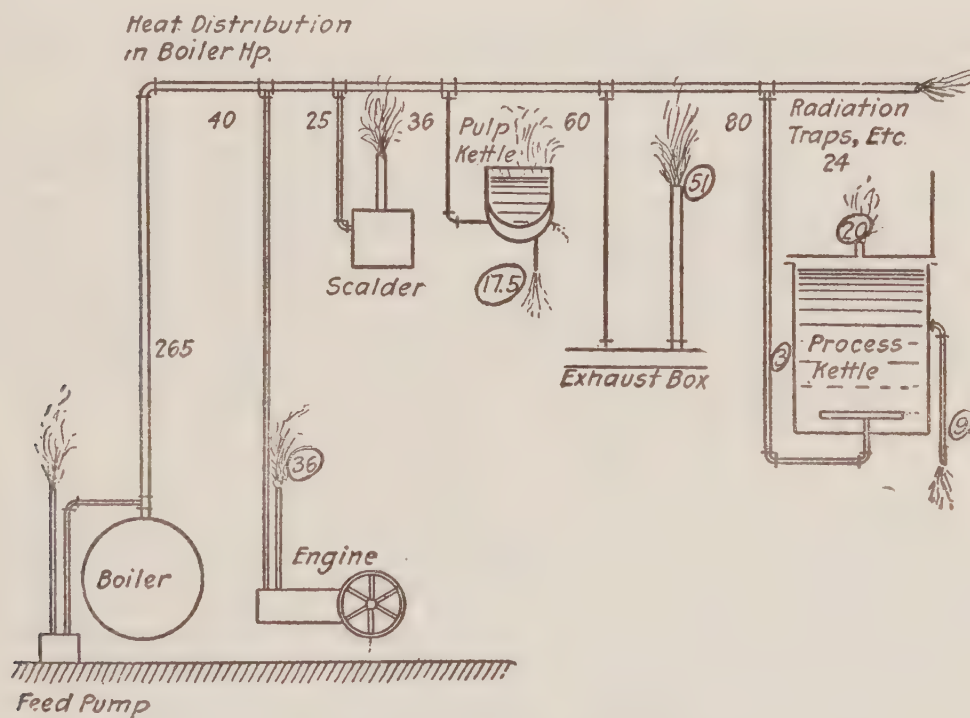 Heat Distribution
in Boiler Hp.
40
25
36
Pulp
Kettle
60
80
Radiation
Traps, Etc.
24
51
20
17.5
Scalder
265
Exhaust Box
3
Process-
Kettle
36
Engine
Boiler
Feed Pump